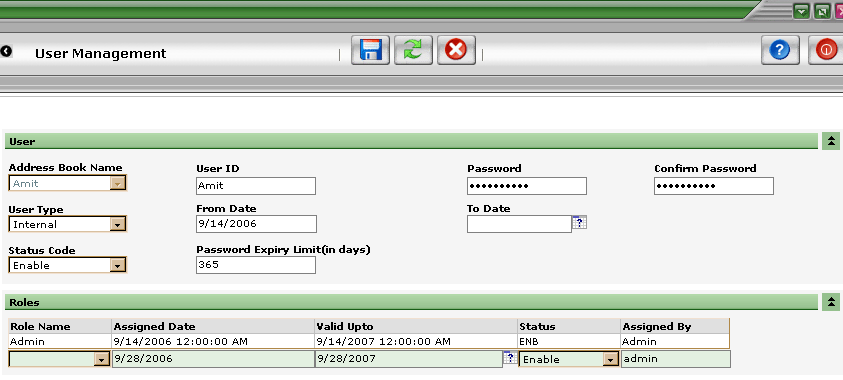 User Management
User
Address Book Name User ID Password Confirm Password
Amit Amit •••••••••• ••••••••••
User Type From Date To Date
Internal 9/14/2006
Status Code Password Expiry Limit(in days)
Enable 365
Roles
Role Name Assigned Date Valid Upto Status Assigned By
Admin 9/14/2006 12:00:00 AM 9/14/2007 12:00:00 AM ENB Admin
9/28/2006 9/28/2007 Enable admin